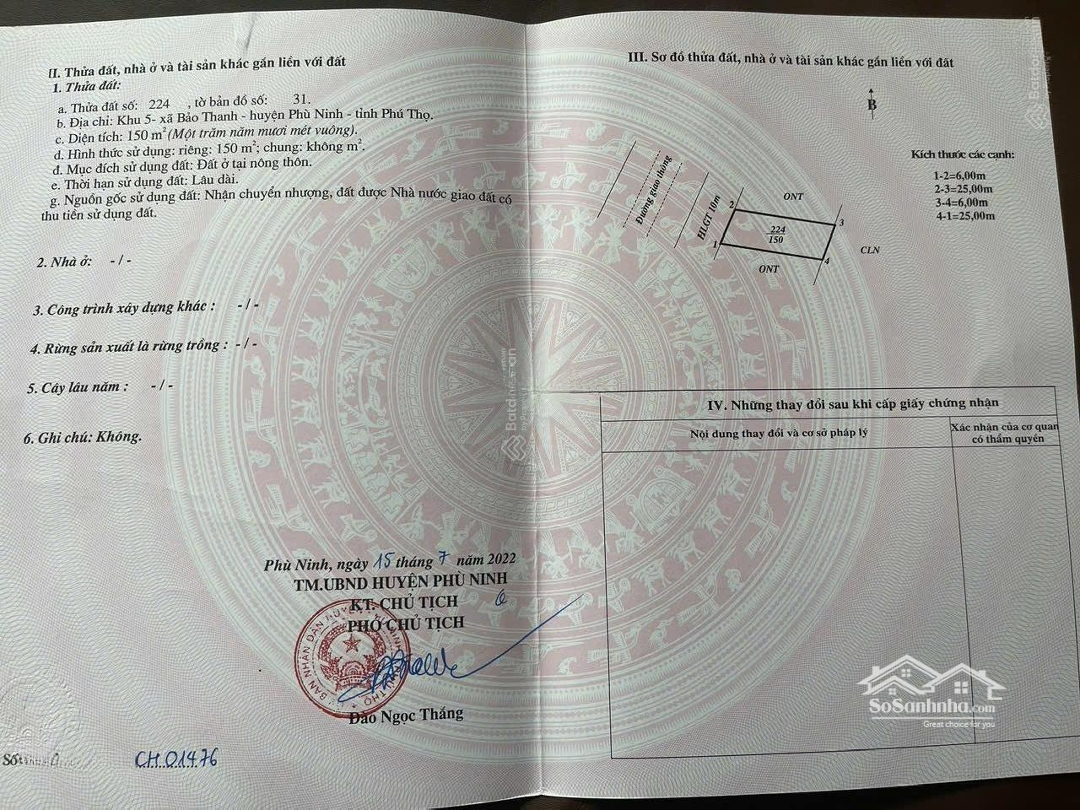 II. Thửa đất, nhà ở và tài sản khác gắn liền với đất
1. Thửa đất:
a. Thửa đất số: 224 , tờ bản đồ số: 31.
b. Địa chỉ: Khu 5- xã Bảo Thanh - huyện Phù Ninh - tỉnh Phú Thọ.
c. Diện tích: 150 m² (Một trăm năm mươi mét vuông).
d. Hình thức sử dụng: riêng: 150 m²; chung: không m².
đ. Mục đích sử dụng đất: Đất ở tại nông thôn.
e. Thời hạn sử dụng đất: Lâu dài.
g. Nguồn gốc sử dụng đất: Nhận chuyển nhượng, đất được Nhà nước giao đất có
thu tiền sử dụng đất.
2. Nhà ở: - / -
3. Công trình xây dựng khác : - / -
4. Rừng sản xuất là rừng trồng : - / -
5. Cây lâu năm : - / -
6. Ghi chú: Không.
Phù Ninh, ngày 15 tháng 7 năm 2022
TM.UBND HUYỆN PHÙ NINH
KT. CHỦ TỊCH
PHÓ CHỦ TỊCH
Đào Ngọc Thắng
CH 01476
III. Sơ đồ thửa đất, nhà ở và tài sản khác gắn liền với đất
B
Đường giao thông
HLGT 10m
ONT
2
3
224
150
1
4
CLN
ONT
Kích thước các cạnh:
1-2=6,00m
2-3=25,00m
3-4=6,00m
4-1=25,00m
IV. Những thay đổi sau khi cấp giấy chứng nhận
Nội dung thay đổi và cơ sở pháp lý
Xác nhận của cơ quan
có thẩm quyền
SoSanhnha.com
Great choice for you